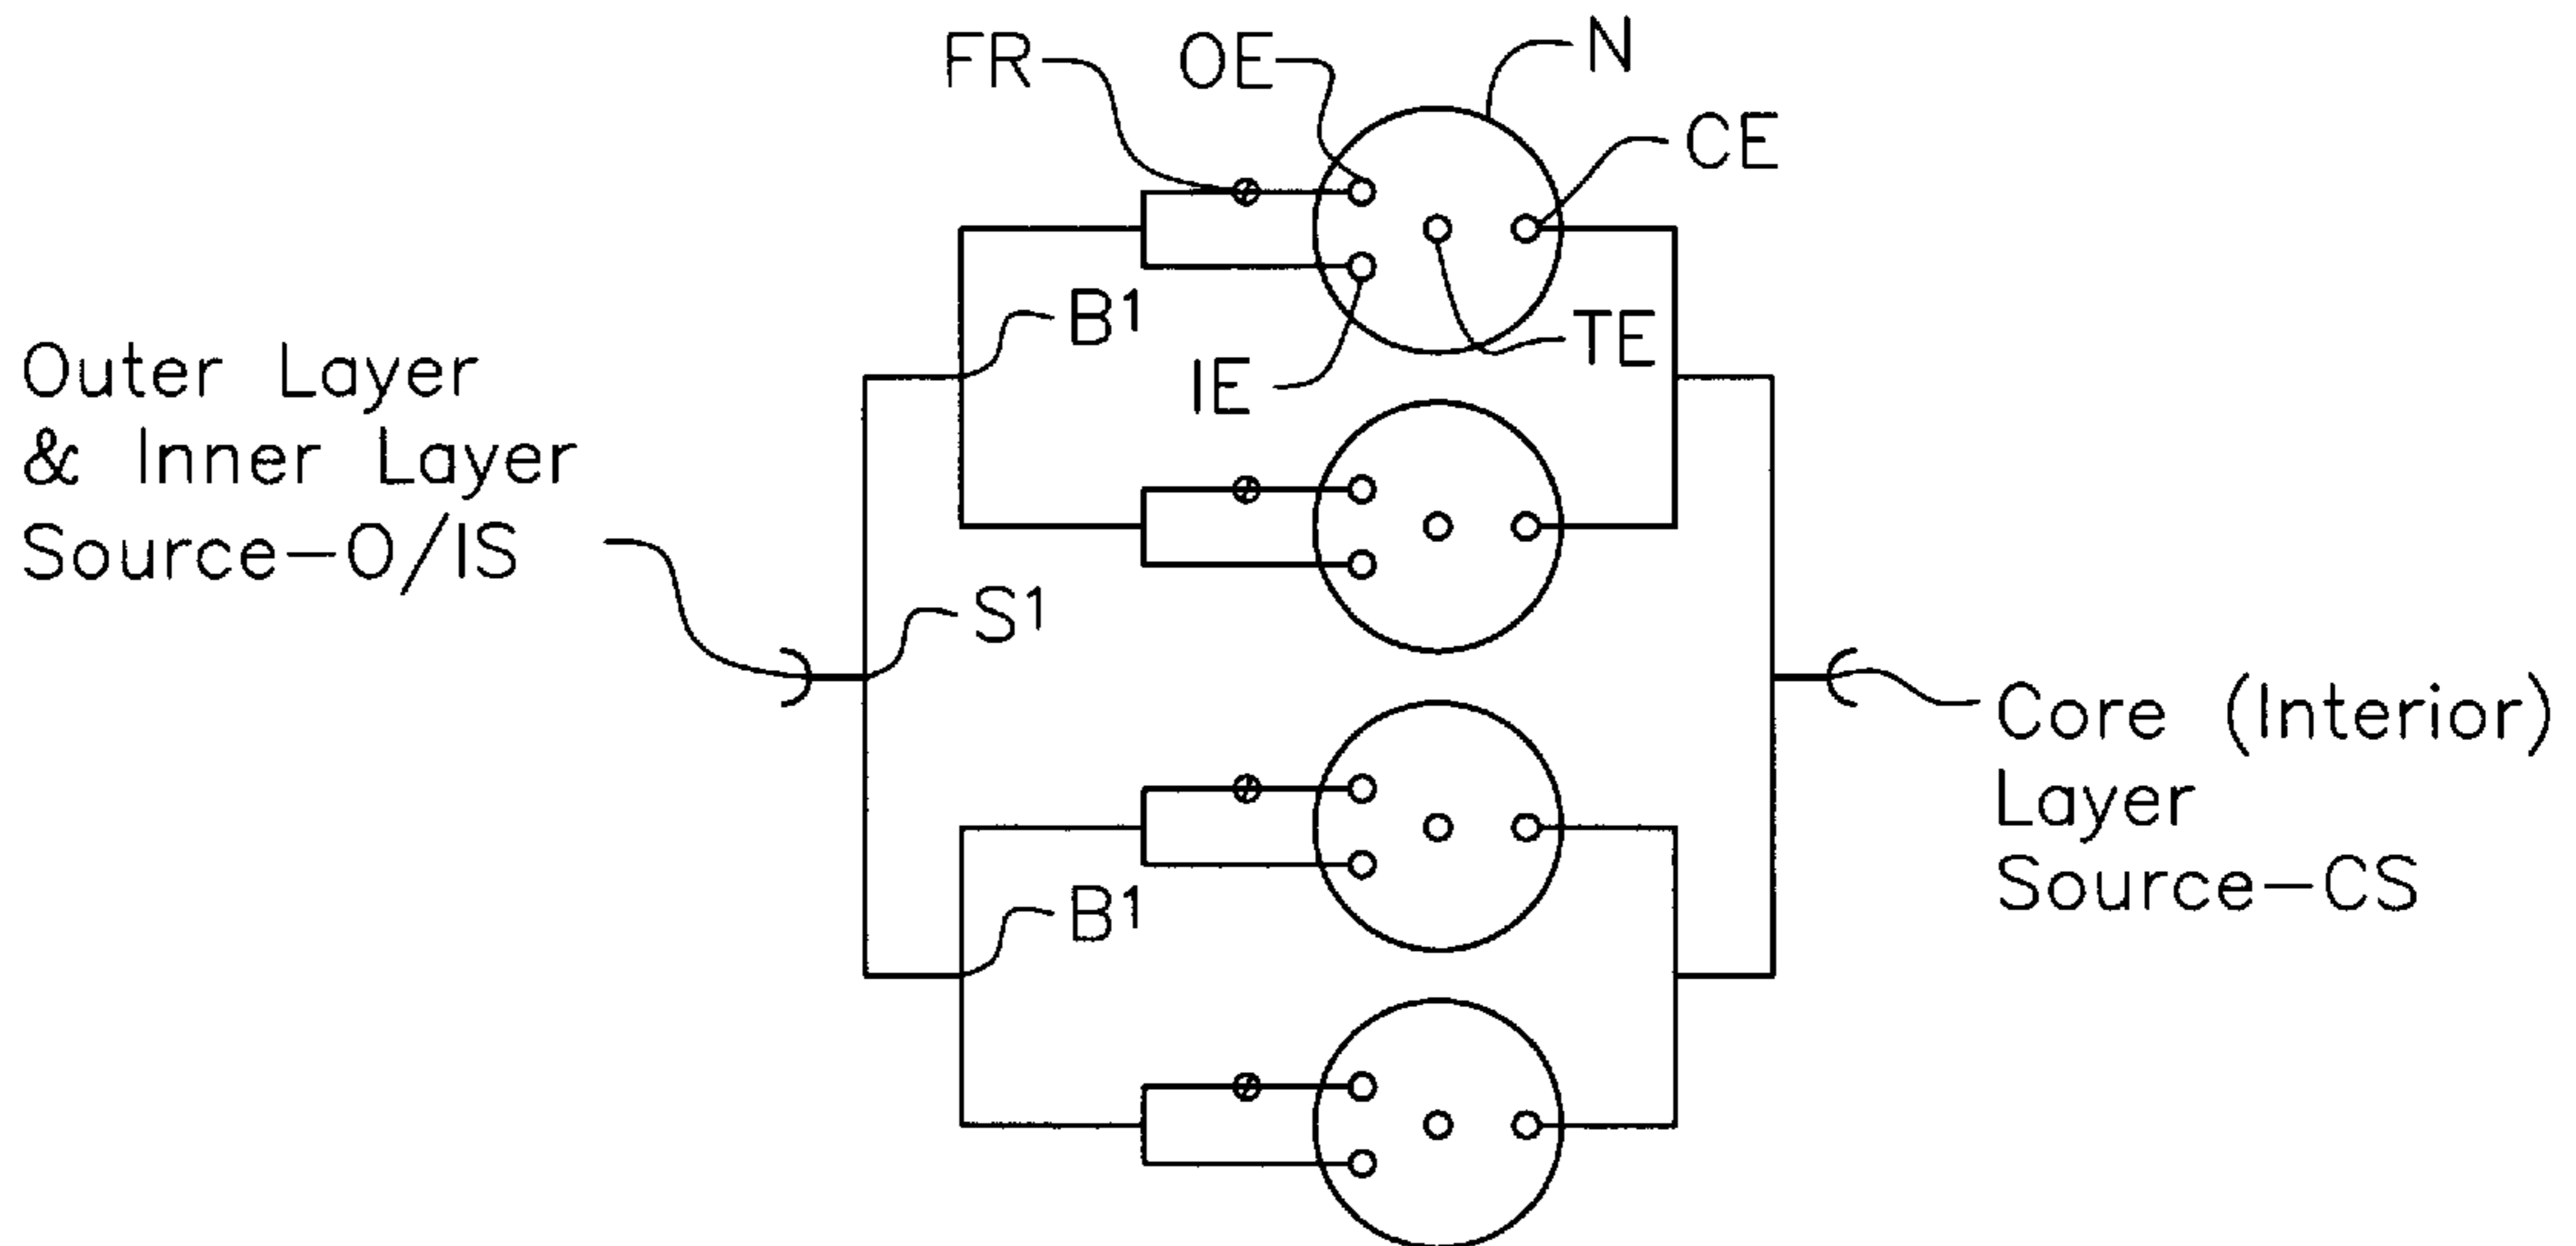 FR
OE
N
CE
B1
TE
IE
Outer Layer
& Inner Layer
Source-O/IS
S1
Core (Interior)
Layer
Source-CS
B1